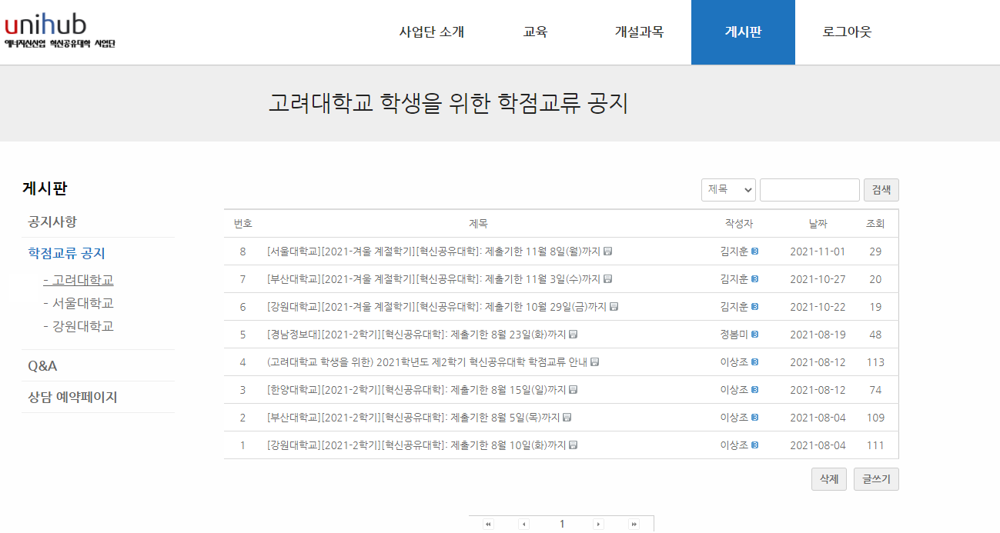 unihub
에너지신산업 혁신공유대학 사업단
사업단 소개 교육 개설과목 게시판 로그아웃
고려대학교 학생을 위한 학점교류 공지
게시판
공지사항
학점교류 공지
- 고려대학교
- 서울대학교
- 강원대학교
Q&A
상담 예약페이지
제목 검색
번호 제목 작성자 날짜 조회
8 [서울대학교][2021-겨울 계절학기][혁신공유대학]: 제출기한 11월 8일(월)까지 김지훈 3 2021-11-01 29
7 [부산대학교][2021-겨울 계절학기][혁신공유대학]: 제출기한 11월 3일(수)까지 김지훈 3 2021-10-27 20
6 [강원대학교][2021-겨울 계절학기][혁신공유대학]: 제출기한 10월 29일(금)까지 김지훈 3 2021-10-22 19
5 [경남정보대][2021-2학기][혁신공유대학]: 제출기한 8월 23일(화)까지 정봄미 3 2021-08-19 48
4 (고려대학교 학생을 위한) 2021학년도 제2학기 혁신공유대학 학점교류 안내 이상조 3 2021-08-12 113
3 [한양대학교][2021-2학기][혁신공유대학]: 제출기한 8월 15일(일)까지 이상조 3 2021-08-12 74
2 [부산대학교][2021-2학기][혁신공유대학]: 제출기한 8월 5일(목)까지 이상조 3 2021-08-04 109
1 [강원대학교][2021-2학기][혁신공유대학]: 제출기한 8월 10일(화)까지 이상조 3 2021-08-04 111
삭제 글쓰기
1